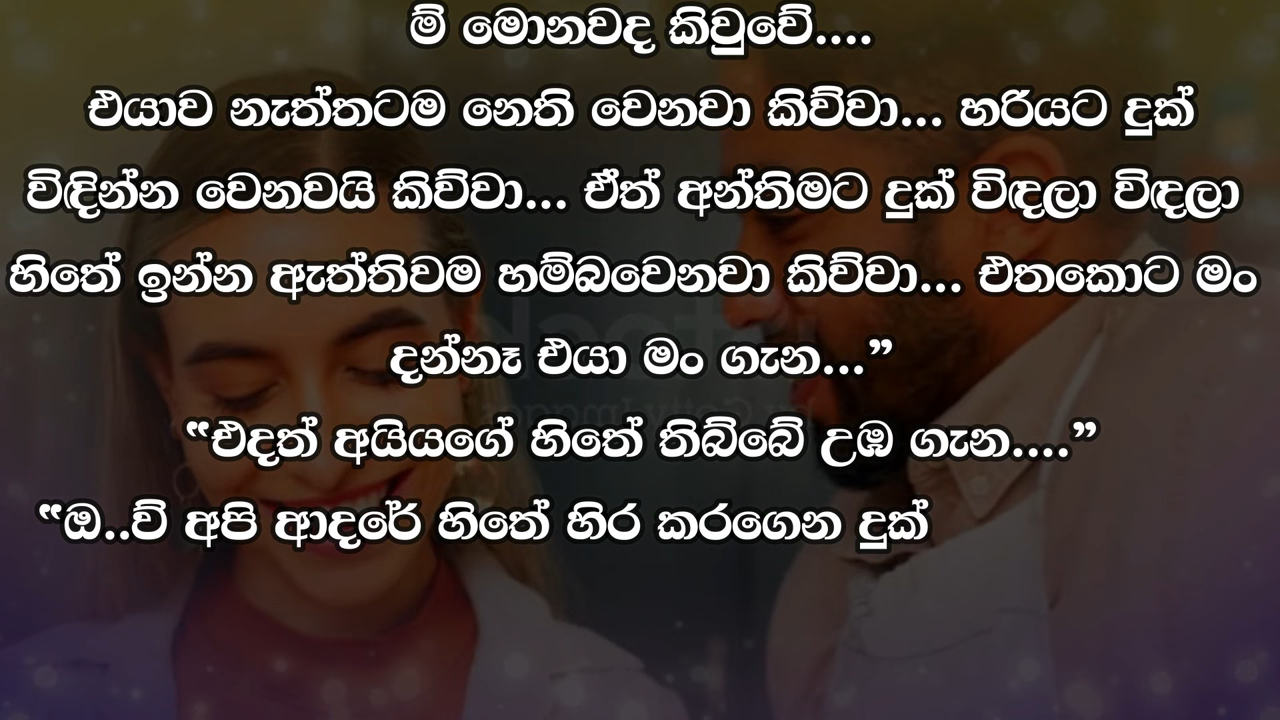 ම් මොනවද කිවුවේ....
එයාව නැත්තටම නෙති වෙනවා කිව්වා... හරියට දුක්
විඳින්න වෙනවයි කිව්වා... ඒත් අන්තිමට දුක් විඳලා විඳලා
හිතේ ඉන්න ඇත්තිවම හම්බවෙනවා කිව්වා... එතකොට මං
දන්නෑ එයා මං ගැන...”
“එදත් අයියගේ හිතේ තිබ්බේ උඹ ගැන....”
“ඔ..ව් අපි ආදරේ හිතේ හිර කරගෙන දුක්